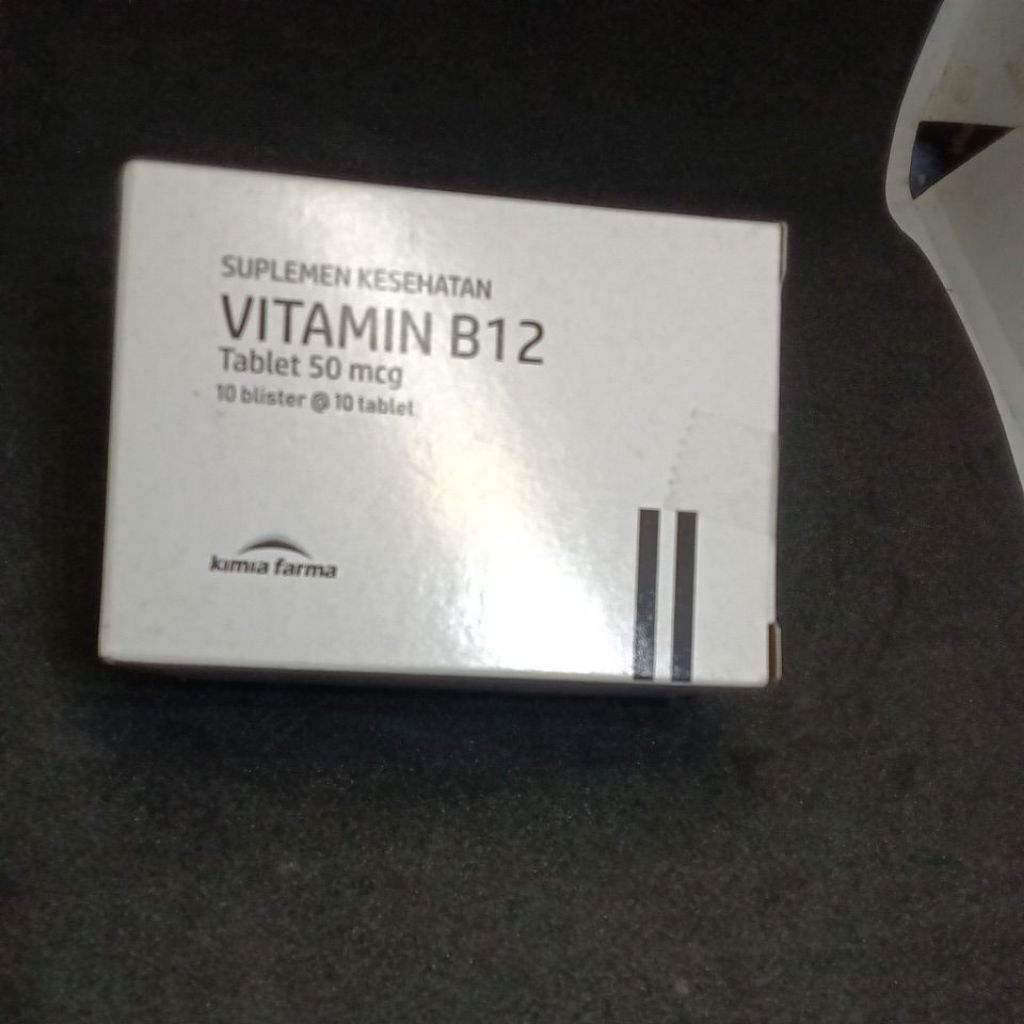 SUPLEMEN KESEHATAN
VITAMIN B12
Tablet 50 mcg
10 blister @ 10 tablet
kimia farma